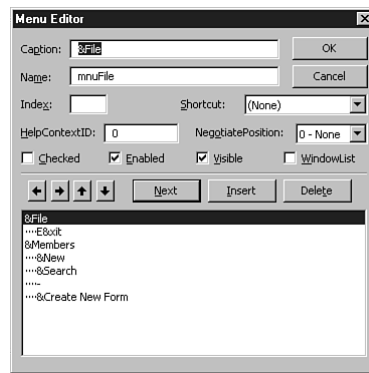 Menu Editor
Caption: &File OK
Name: mnuFile Cancel
Index: Shortcut: (None)
HelpContextID: 0 NegotiatePosition: 0 - None
Checked Enabled Visible WindowList
Next Insert Delete
&File
····E&xit
&Members
····&New
····&Search
····-
····&Create New Form